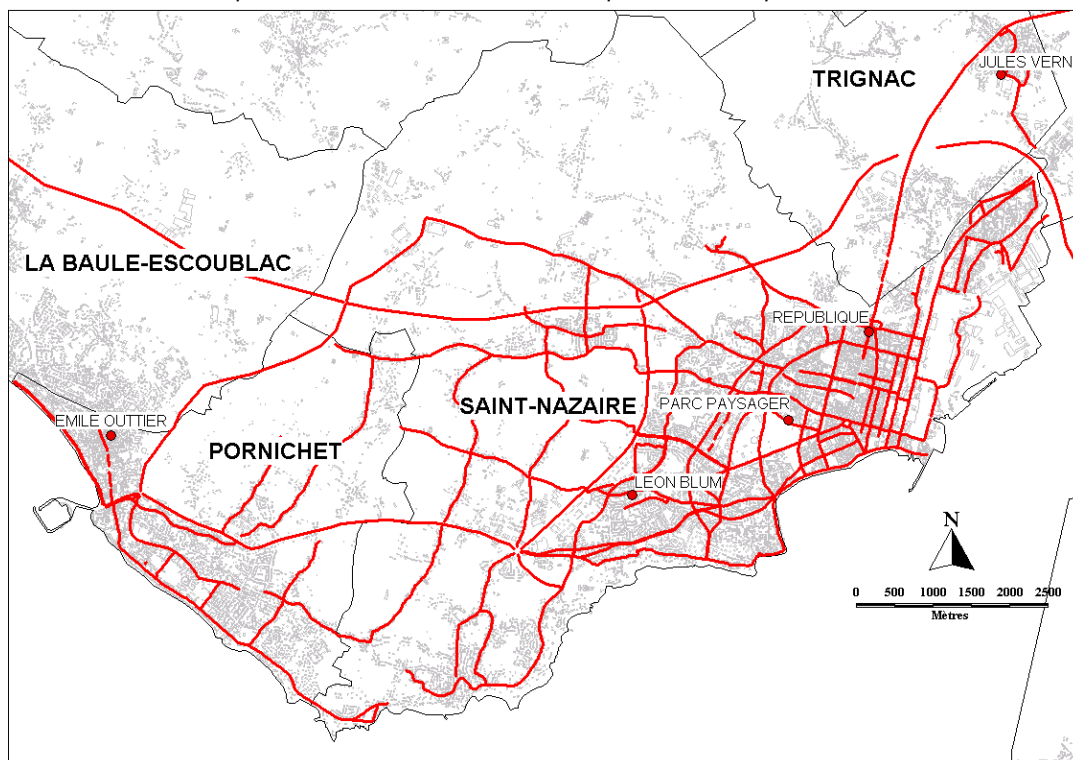 JULES VERN
TRIGNAC
LA BAULE-ESCOUBLAC
REPUBLIQUE
SAINT-NAZAIRE
PARC PAYSAGER
EMILE OUTTIER
PORNICHET
LEON BLUM
N
0 500 1000 1500 2000 2500
Mètres